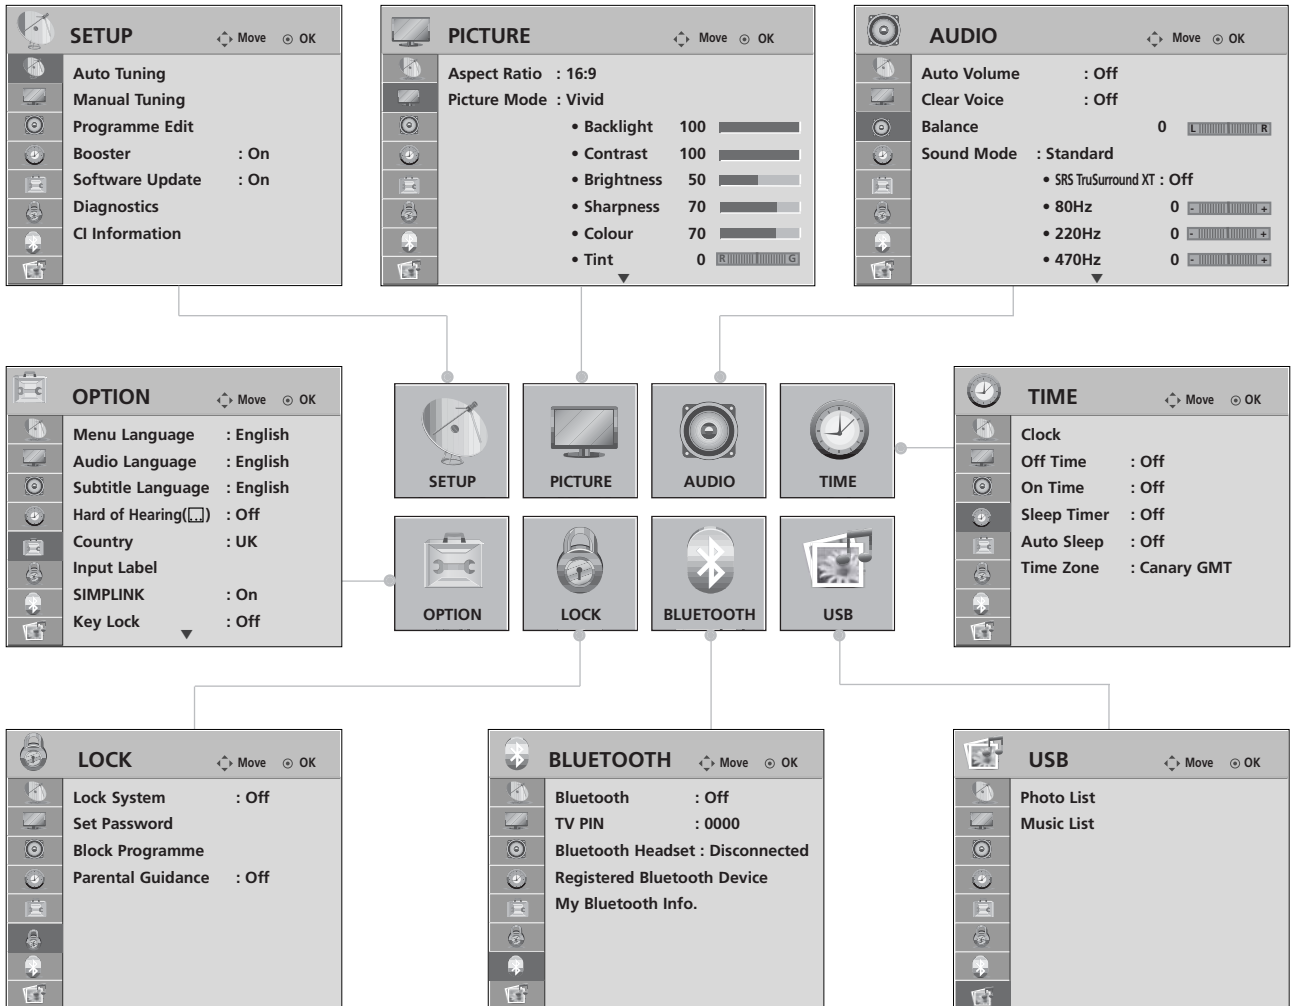 SETUP Move OK
Auto Tuning
Manual Tuning
Programme Edit
Booster : On
Software Update : On
Diagnostics
CI Information
PICTURE Move OK
Aspect Ratio : 16:9
Picture Mode : Vivid
• Backlight 100
• Contrast 100
• Brightness 50
• Sharpness 70
• Colour 70
• Tint 0 R G
AUDIO Move OK
Auto Volume : Off
Clear Voice : Off
Balance 0 L R
Sound Mode : Standard
• SRS TruSurround XT : Off
• 80Hz 0 - +
• 220Hz 0 - +
• 470Hz 0 - +
OPTION Move OK
Menu Language : English
Audio Language : English
Subtitle Language : English
Hard of Hearing( ) : Off
Country : UK
Input Label
SIMPLINK : On
Key Lock : Off
SETUP
PICTURE
AUDIO
TIME
OPTION
LOCK
BLUETOOTH
USB
TIME Move OK
Clock
Off Time : Off
On Time : Off
Sleep Timer : Off
Auto Sleep : Off
Time Zone : Canary GMT
LOCK Move OK
Lock System : Off
Set Password
Block Programme
Parental Guidance : Off
BLUETOOTH Move OK
Bluetooth : Off
TV PIN : 0000
Bluetooth Headset : Disconnected
Registered Bluetooth Device
My Bluetooth Info.
USB Move OK
Photo List
Music List